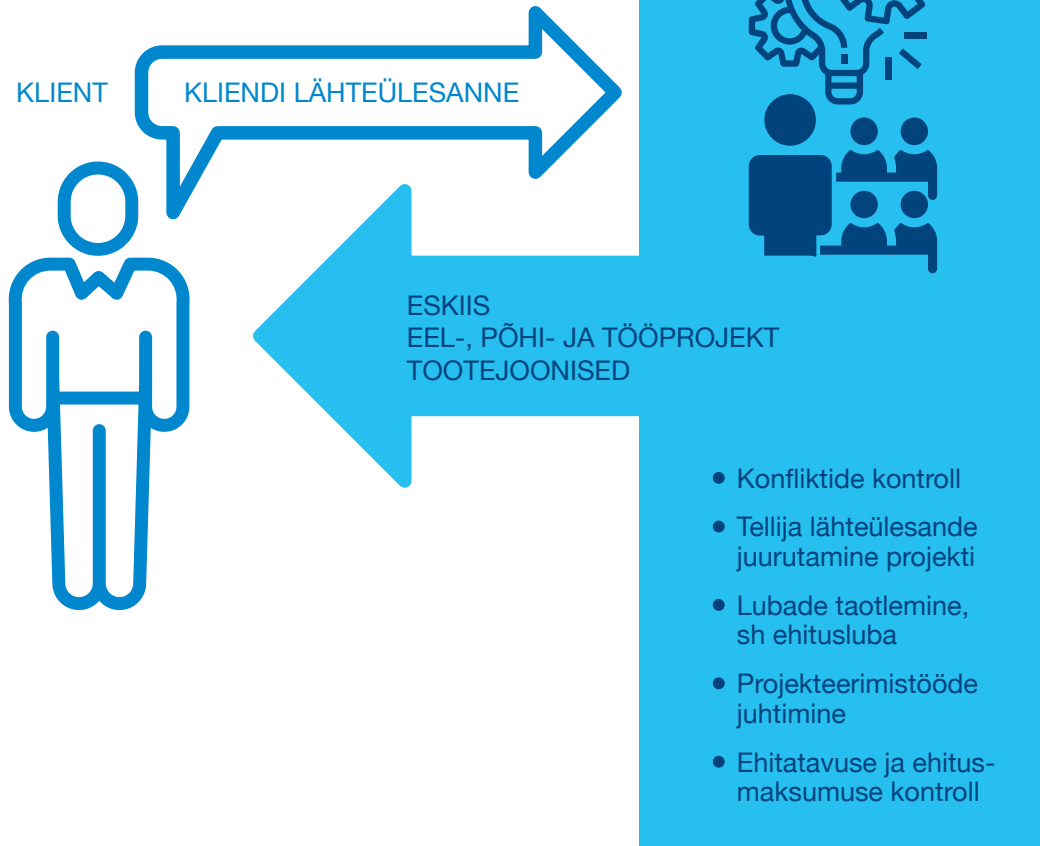 KLIENT
KLIENDI LÄHTEÜLESANNE
ESKIIS
EEL-, PÕHI- JA TÖÖPROJEKT
TOOTEJOONISED
• Konfliktide kontroll
• Tellija lähteülesande
juurutamine projekti
• Lubade taotlemine,
sh ehitusluba
• Projekteerimistööde
juhtimine
• Ehitatavuse ja ehitus-
maksumuse kontroll